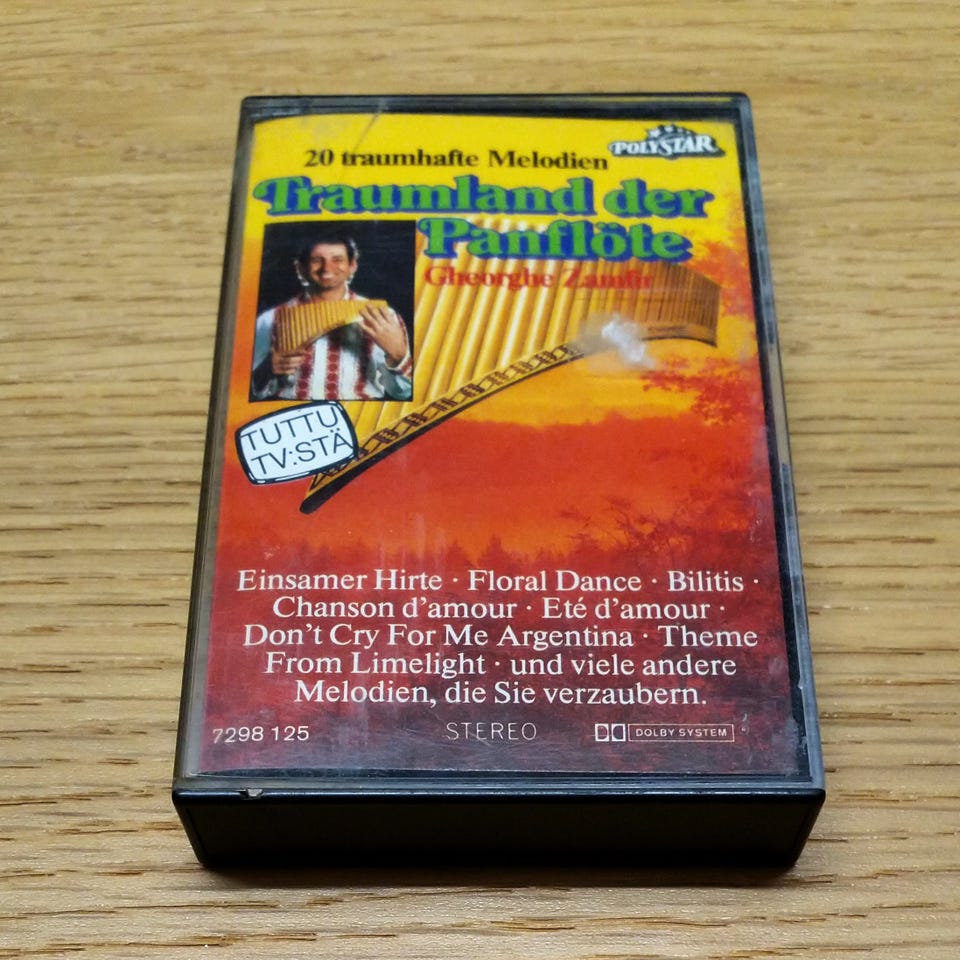 20 traumhafte Melodien
POLYSTAR
Traumland der
Panflöte
Gheorghe Zamfir
TUTTU
TV:STÄ
Einsamer Hirte · Floral Dance · Bilitis ·
Chanson d'amour · Eté d'amour ·
Don't Cry For Me Argentina · Theme
From Limelight · und viele andere
Melodien, die Sie verzaubern.
7298 125 STEREO DOLBY SYSTEM